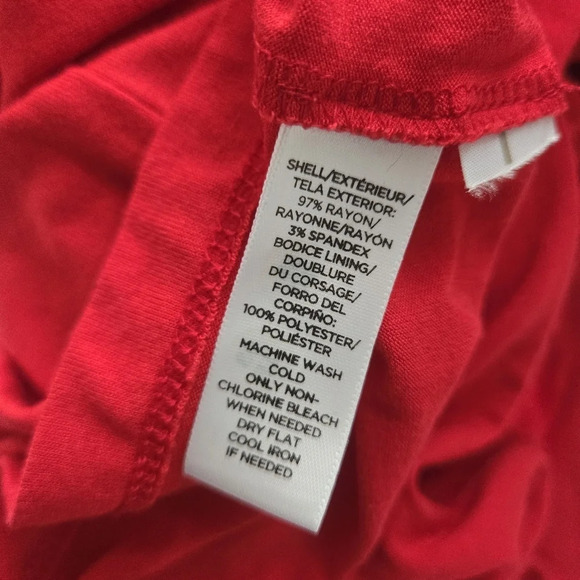 SHELL/EXTÉRIEUR/
TELA EXTERIOR:
97% RAYON/
RAYONNE/RAYÓN
3% SPANDEX
BODICE LINING/
DOUBLURE
DU CORSAGE/
FORRO DEL
CORPIÑO:
100% POLYESTER/
POLIÉSTER
MACHINE WASH
COLD
ONLY NON-
CHLORINE BLEACH
WHEN NEEDED
DRY FLAT
COOL IRON
IF NEEDED